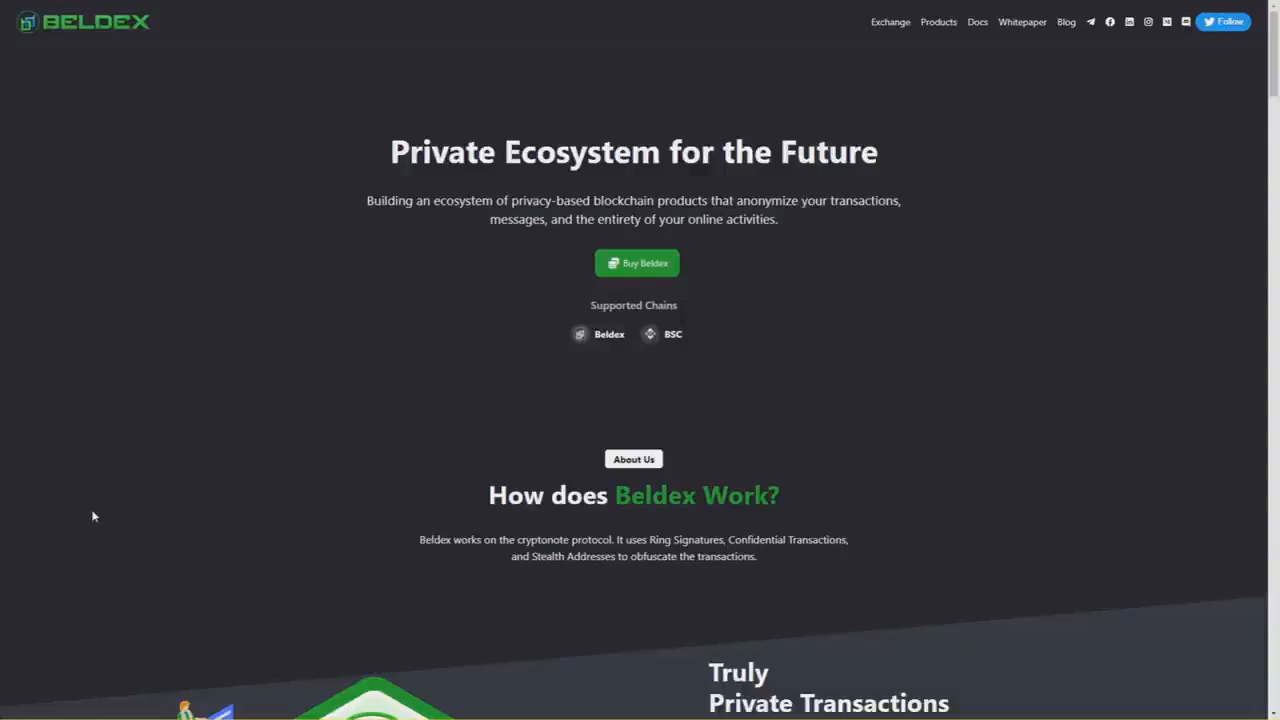 BELDEX
Exchange Products Docs Whitepaper Blog Follow
Private Ecosystem for the Future
Building an ecosystem of privacy-based blockchain products that anonymize your transactions,
messages, and the entirety of your online activities.
Buy Beldex
Supported Chains
Beldex BSC
About Us
How does Beldex Work?
Beldex works on the cryptonote protocol. It uses Ring Signatures, Confidential Transactions,
and Stealth Addresses to obfuscate the transactions.
Truly
Private Transactions